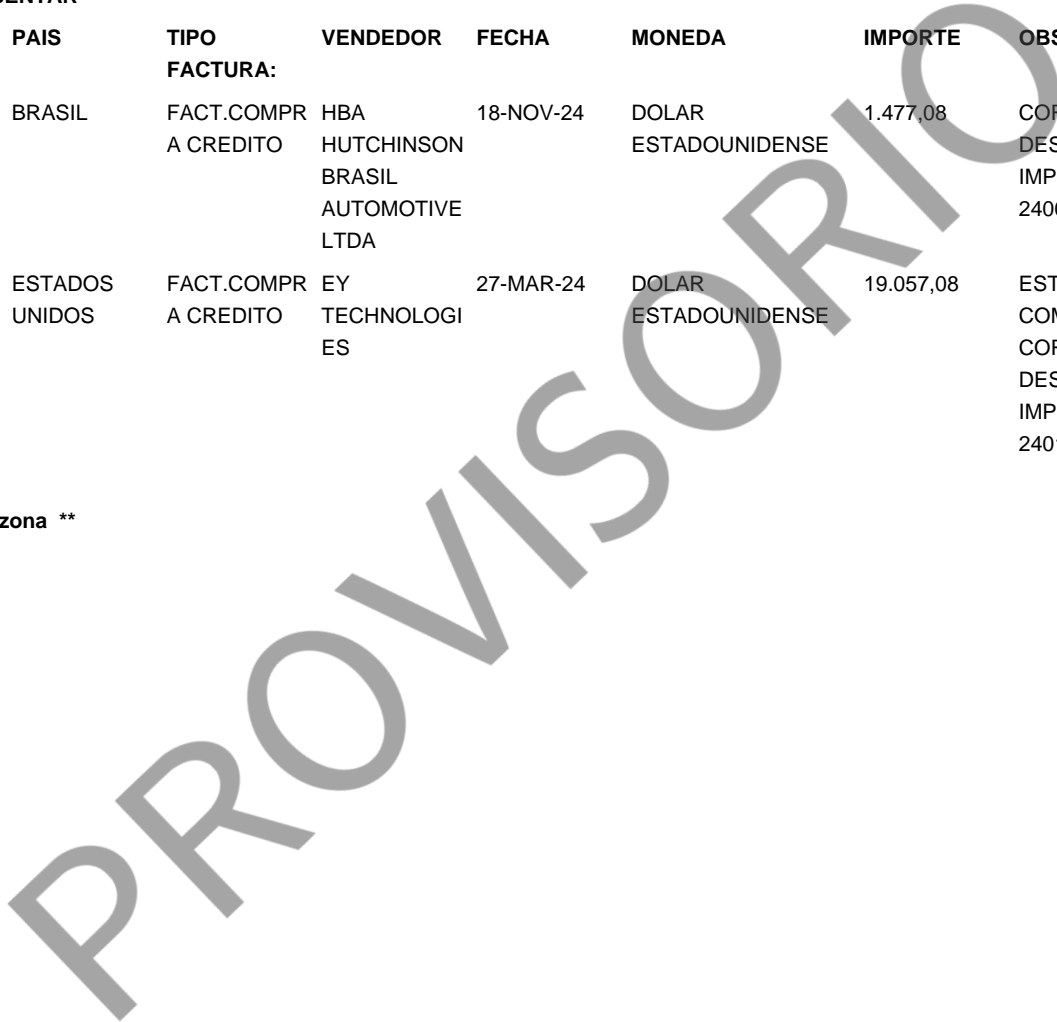 PAIS TIPO VENDEDOR FECHA MONEDA IMPORTE
FACTURA:
BRASIL FACT.COMPR HBA 18-NOV-24 DOLAR 1.477,08
A CREDITO HUTCHINSON ESTADOUNIDENSE
BRASIL
AUTOMOTIVE
LTDA
ESTADOS FACT.COMPR EY 27-MAR-24 DOLAR 19.057,08
UNIDOS A CREDITO TECHNOLOGI ESTADOUNIDENSE
ES
zona **
PROVISORIO